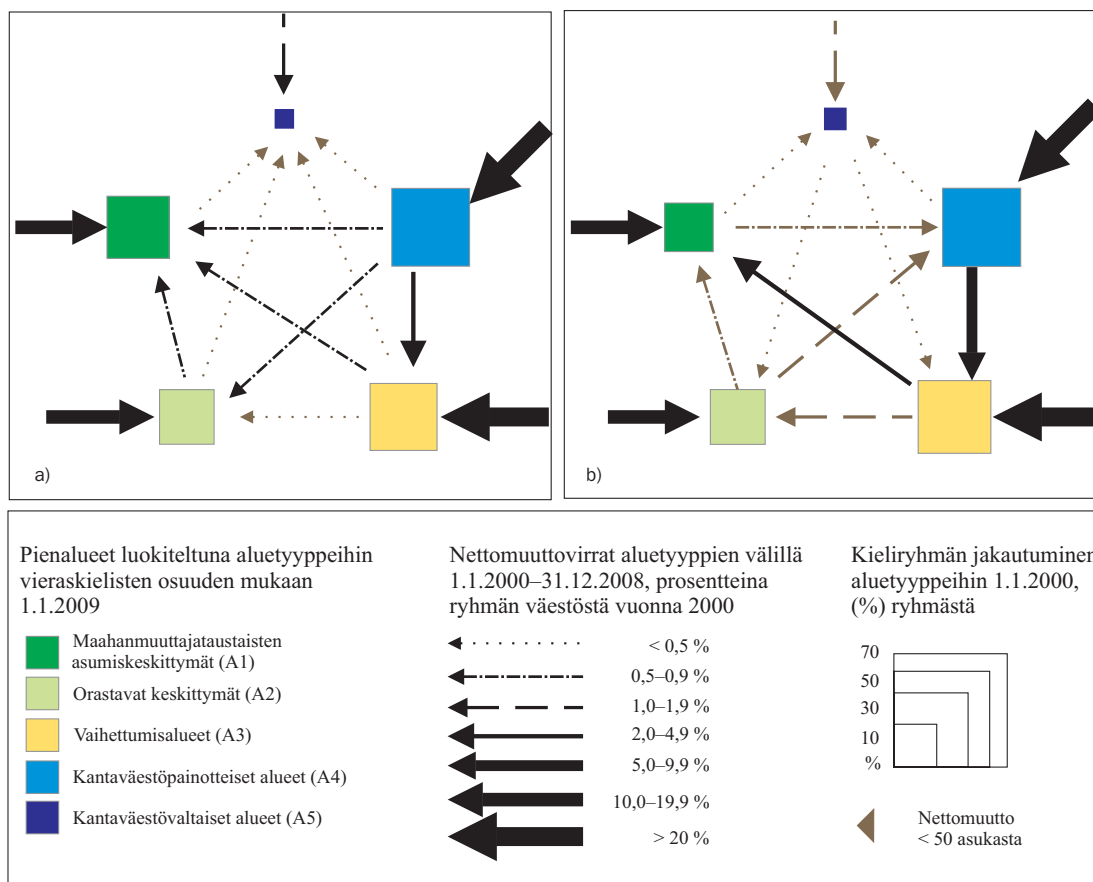 a)
b)
Pienalueet luokiteltuna aluetyyppeihin
vieraskielisten osuuden mukaan
1.1.2009
Maahanmuuttajataustaisten
asumiskeskittymät (A1)
Orastavat keskittymät (A2)
Vaihettumisalueet (A3)
Kantaväestöpainotteiset alueet (A4)
Kantaväestövaltaiset alueet (A5)
Nettomuuttovirrat aluetyyppien välillä
1.1.2000–31.12.2008, prosentteina
ryhmän väestöstä vuonna 2000
< 0,5 %
0,5–0,9 %
1,0–1,9 %
2,0–4,9 %
5,0–9,9 %
10,0–19,9 %
> 20 %
Kieliryhmän jakautuminen
aluetyyppeihin 1.1.2000,
(%) ryhmästä
70
50
30
10
%
Nettomuutto
< 50 asukasta